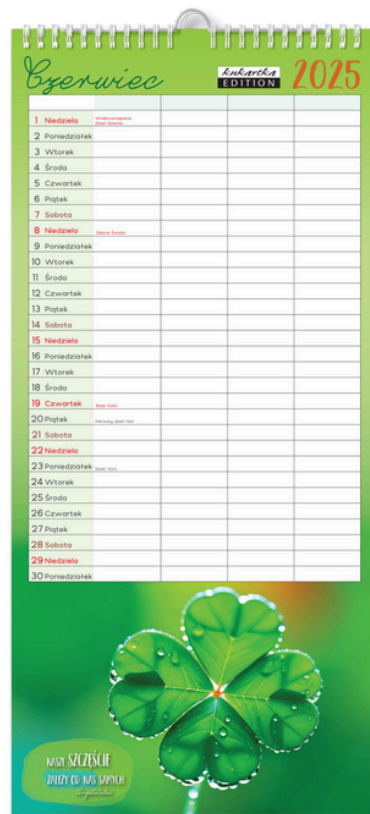 Czerwiec
kukartka
EDITION
2025
1 Niedziela Wniebowstąpienie
Dzień Dziecka
2 Poniedziałek
3 Wtorek
4 Środa
5 Czwartek
6 Piątek
7 Sobota
8 Niedziela Zielone Świątki
9 Poniedziałek
10 Wtorek
11 Środa
12 Czwartek
13 Piątek
14 Sobota
15 Niedziela
16 Poniedziałek
17 Wtorek
18 Środa
19 Czwartek Boże Ciało
20 Piątek Pierwszy dzień lata
21 Sobota
22 Niedziela
23 Poniedziałek Dzień Ojca
24 Wtorek
25 Środa
26 Czwartek
27 Piątek
28 Sobota
29 Niedziela
30 Poniedziałek
NASZE SZCZĘŚCIE
ZALEŻY OD NAS SAMYCH.
Arystoteles